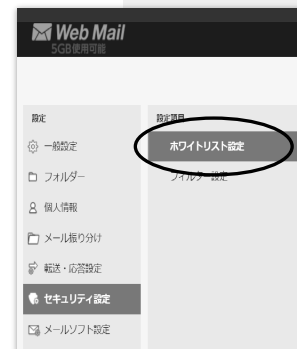 Web Mail
5GB使用可能
設定
設定項目
一般設定
ホワイトリスト設定
フォルダー
フィルター設定
個人情報
メール振り分け
転送・応答設定
セキュリティ設定
メールソフト設定